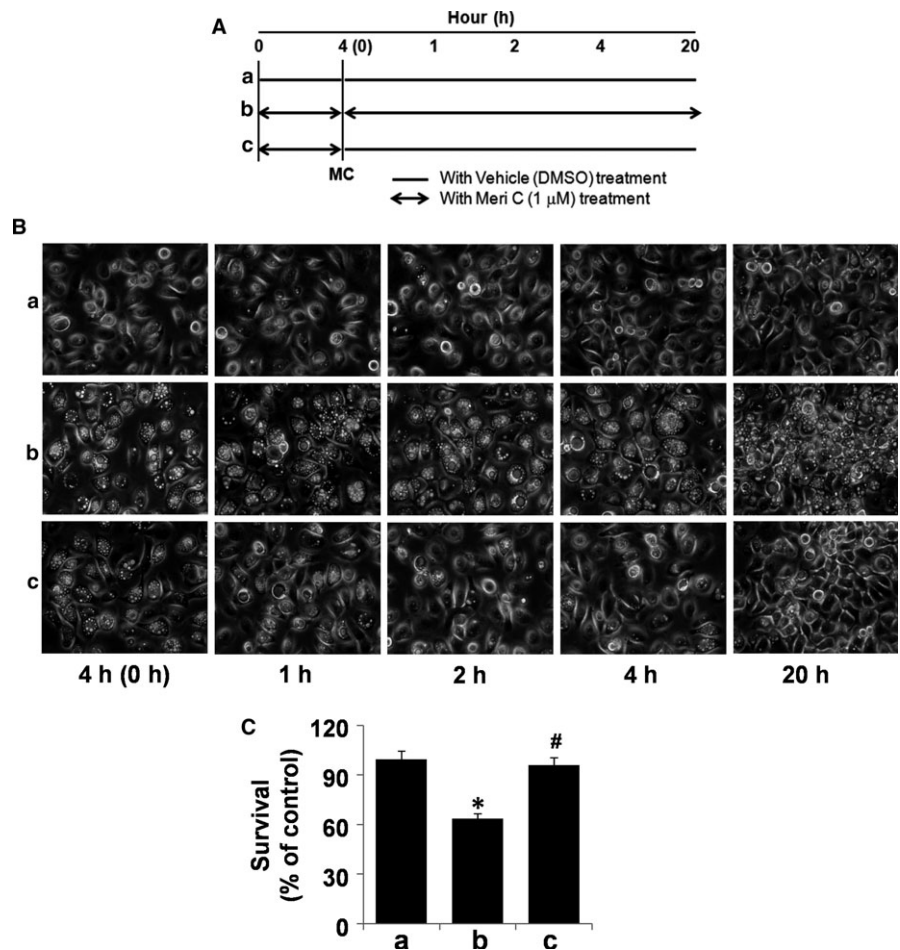 A
Hour (h)
0 4 (0) 1 2 4 20
a
b
c
MC
With Vehicle (DMSO) treatment
With Meri C (1 μM) treatment
B
a
b
c
4 h (0 h) 1 h 2 h 4 h 20 h
C
Survival
(% of control)
120
90
60
30
0
#
*
a b c